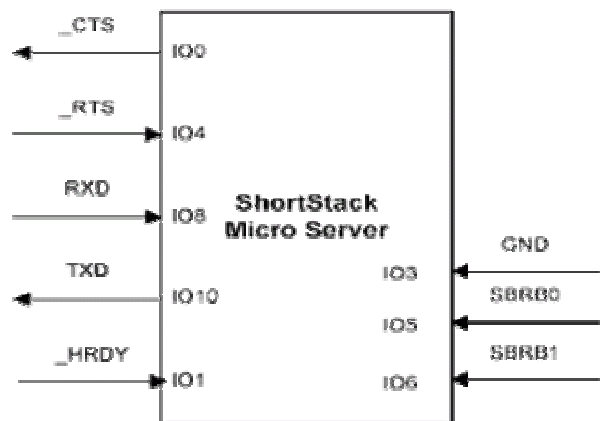 _CTS
IO0
_RTS
IO4
RXD
IO8
ShortStack
Micro Server
TXD
IO10
_HRDY
IO1
GND
IO3
SBRB0
IO5
SBRB1
IO6